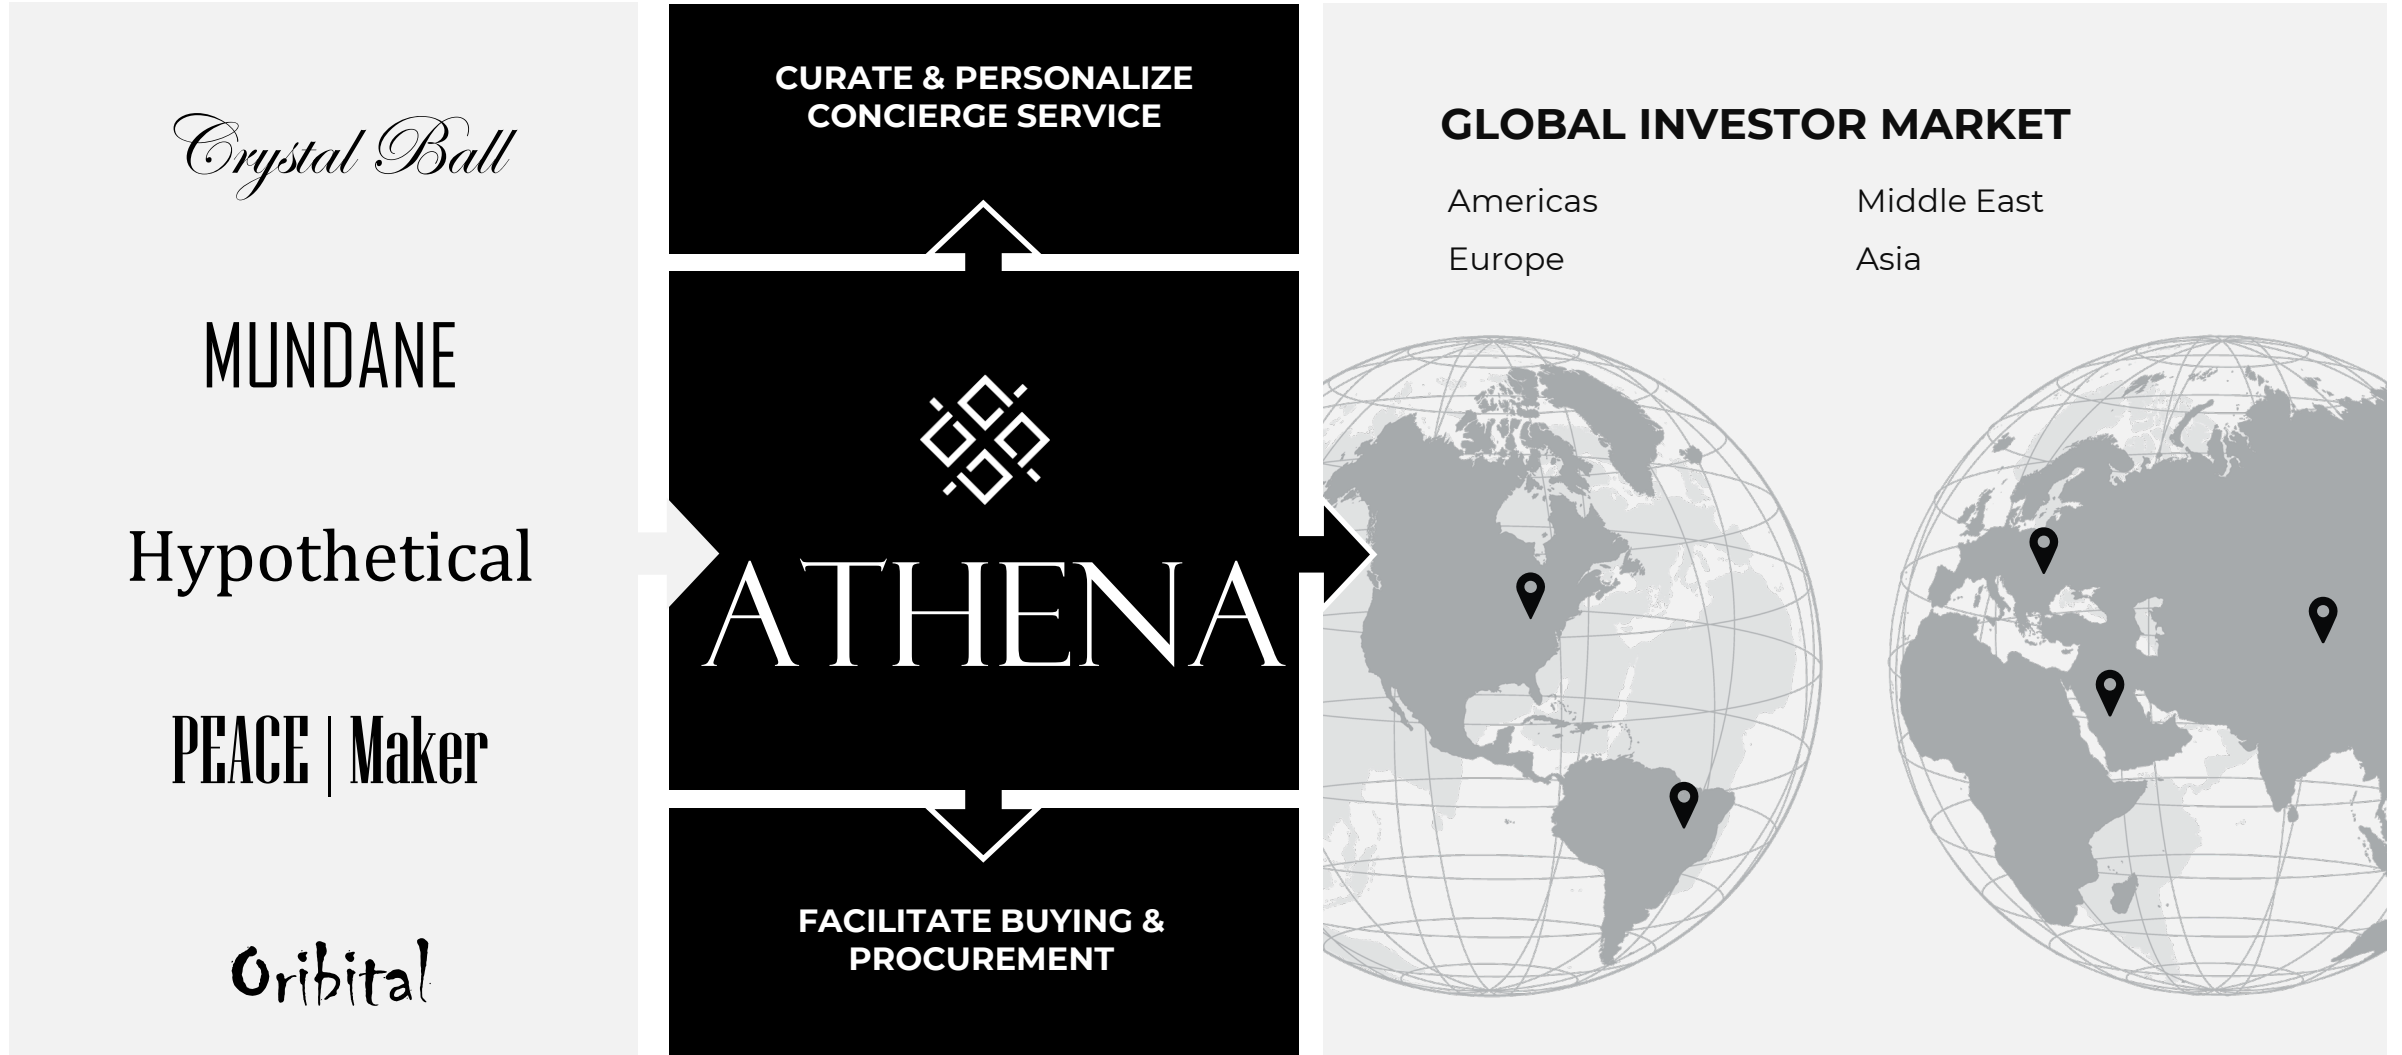 Crystal Ball
MUNDANE
Hypothetical
PEACE | Maker
Oribital
CURATE & PERSONALIZE
CONCIERGE SERVICE
ATHENA
FACILITATE BUYING &
PROCUREMENT
GLOBAL INVESTOR MARKET
Americas
Middle East
Europe
Asia